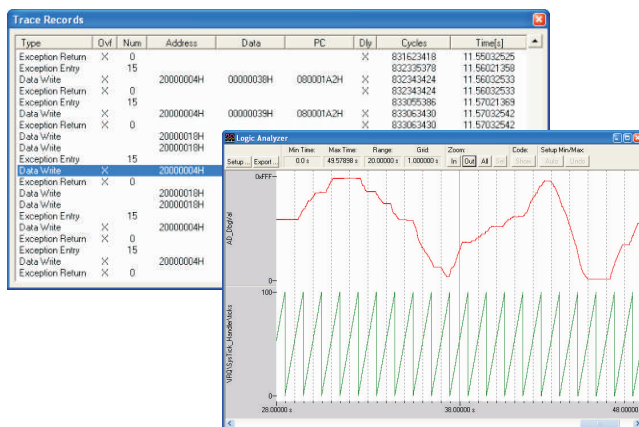 Trace Records
Type Ovf Num Address Data PC Dly Cycles Time[s]
Exception Return X 0 X 831623418 11.55032525
Exception Entry 15 832335378 11.56021358
Data Write X 20000004H 00000038H 080001A2H X 832343424 11.56032533
Exception Return X 0 X 832343424 11.56032533
Exception Entry 15 833055386 11.57021369
Data Write X 20000004H 00000039H 080001A2H X 833063430 11.57032542
Exception Return X 0 X 833063430 11.57032542
Data Write 20000018H
Data Write 20000018H
Exception Entry 15
Data Write X 20000004H
Exception Return X 0
Data Write 20000018H
Data Write 20000018H
Exception Entry 15
Data Write X 20000004H
Exception Return X 0
Exception Entry 15
Data Write X 20000004H
Exception Return X 0
Logic Analyzer
Min Time: Max Time: Range: Grid: Zoom: Code: Setup Min/Max:
Setup... Export... 0.0 s 49.57898 s 20.00000 s 1.000000 s In Out All Sel Show Auto Undo
0xFFF
AD_DbgVal
0
100
\IRQ\SysTick_Handler\ticks
0
28.00000 s 38.00000 s 48.00000